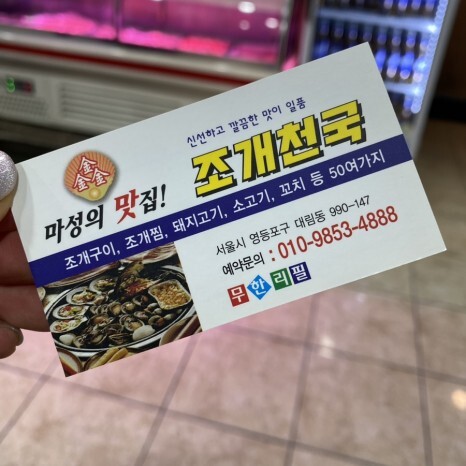 신선하고 깔끔한 맛이 일품
金金金
마성의 맛집!
조개천국
조개구이, 조개찜, 돼지고기, 소고기, 꼬치 등 50여가지
서울시 영등포구 대림동 990-147
예약문의 : 010-9853-4888
무한리필